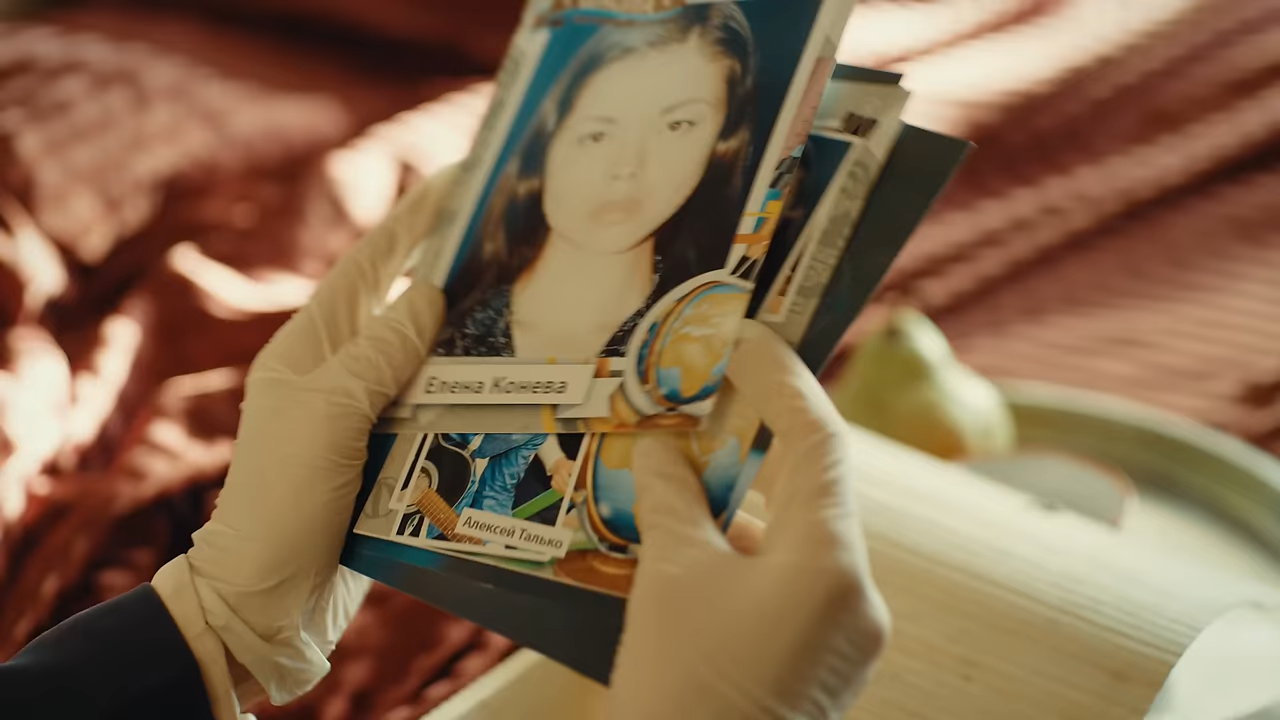 Елена Конева
Алексей Талько